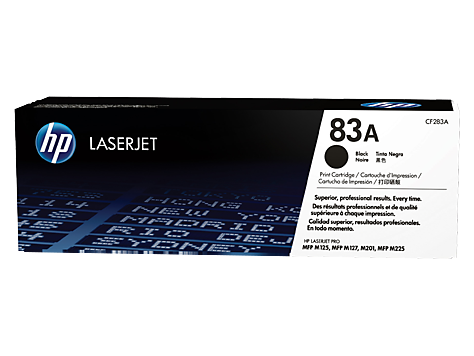 hp
LASERJET
83A
CF283A
Black Tinta Negra
Noire 黑色
Print Cartridge / Cartouche d'Impression /
Cartucho de Impresión / 打印硒鼓
Superior, professional results. Every time.
Des résultats professionnels et de qualité
supérieure à chaque impression.
Calidad superior, resultados profesionales.
En todo momento.
HP LASERJET PRO
MFP M125, MFP M127, M201, MFP M225